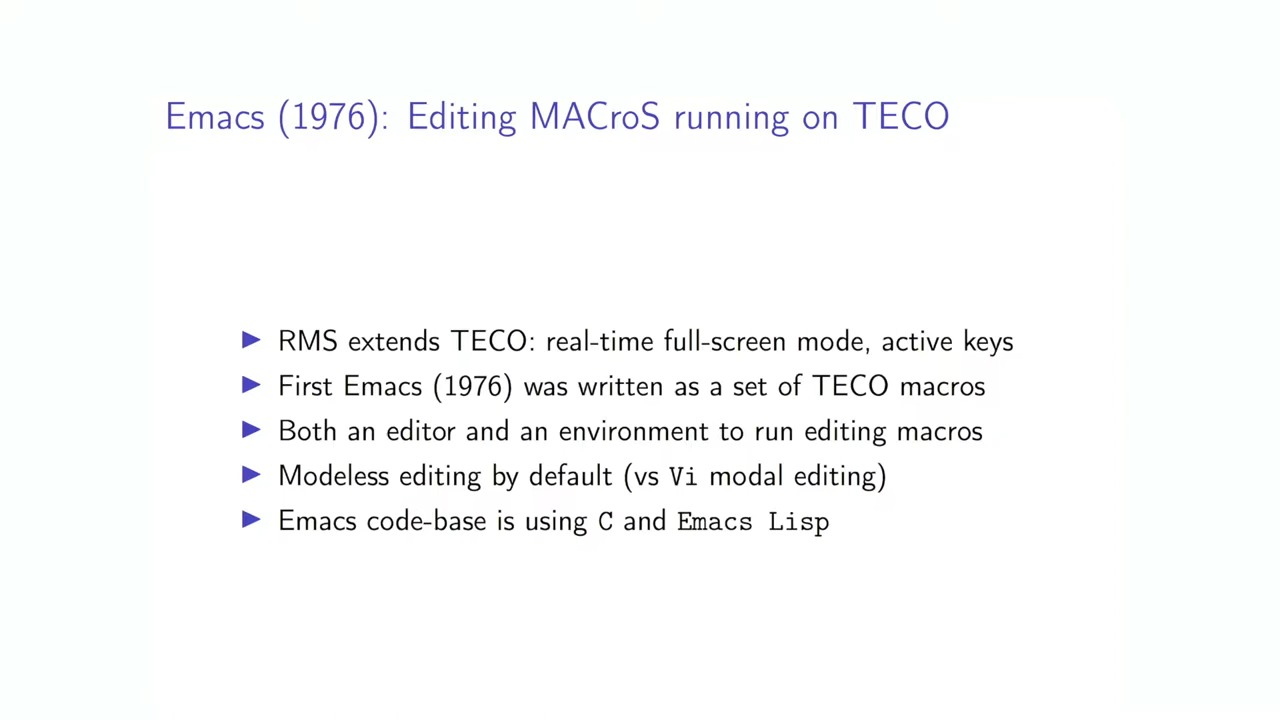 Emacs (1976): Editing MACroS running on TECO
▶ RMS extends TECO: real-time full-screen mode, active keys
▶ First Emacs (1976) was written as a set of TECO macros
▶ Both an editor and an environment to run editing macros
▶ Modeless editing by default (vs Vi modal editing)
▶ Emacs code-base is using C and Emacs Lisp